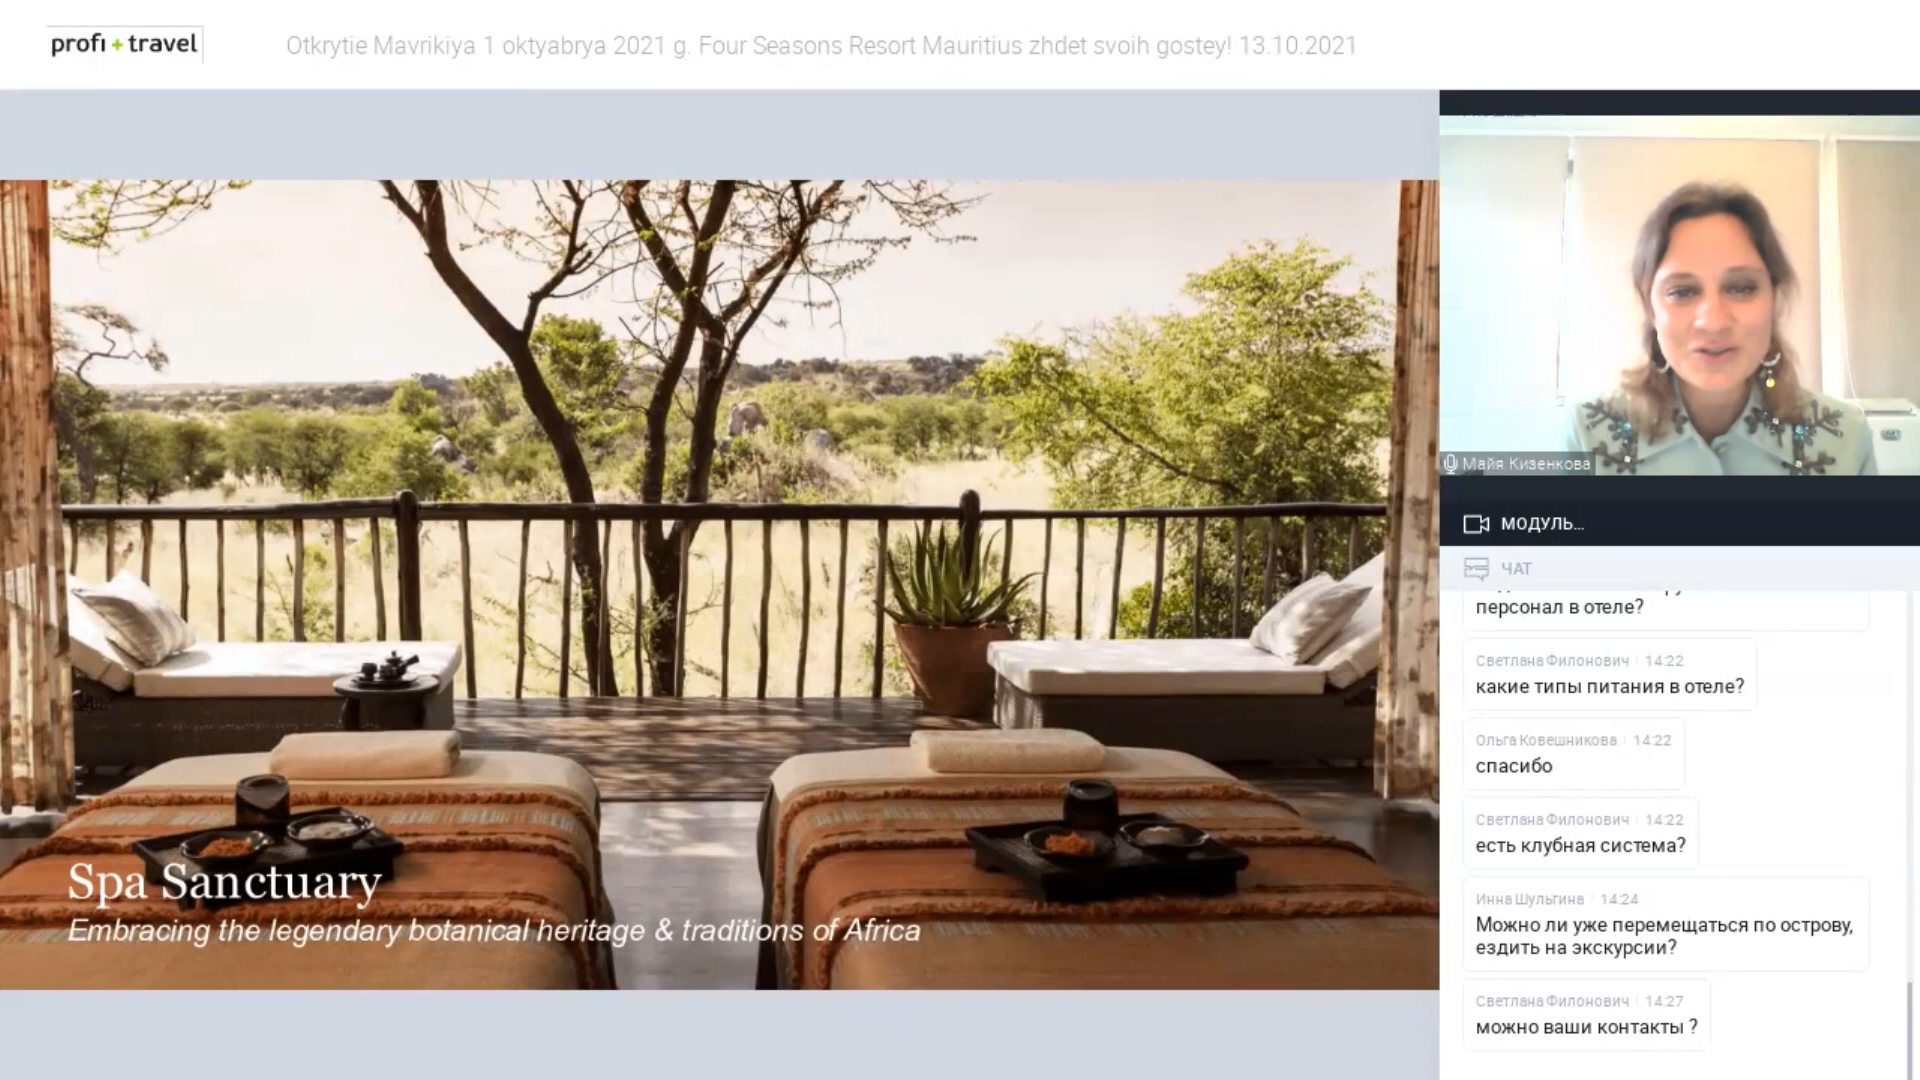 profi + travel
Otkrytie Mavrikiya 1 oktyabrya 2021 g. Four Seasons Resort Mauritius zhdet svoih gostey! 13.10.2021
Spa Sanctuary
Embracing the legendary botanical heritage & traditions of Africa
Майя Кизенкова
МОДУЛЬ...
ЧАТ
персонал в отеле?
Светлана Филонович 14:22
какие типы питания в отеле?
Ольга Ковешникова 14:22
спасибо
Светлана Филонович 14:22
есть клубная система?
Инна Шульгина 14:24
Можно ли уже перемещаться по острову,
ездить на экскурсии?
Светлана Филонович 14:27
можно ваши контакты ?